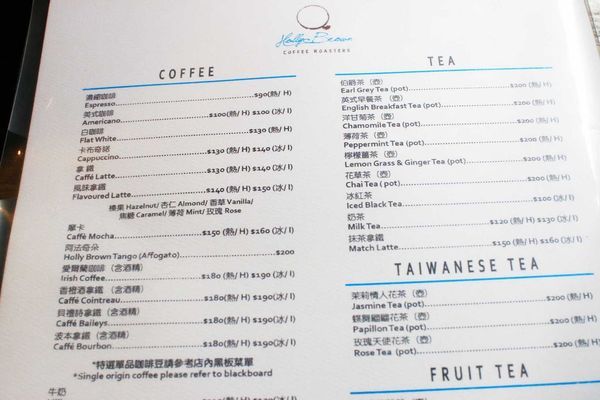 Holly Brown
COFFEE ROASTERS
COFFEE
濃縮咖啡
Espresso $90(熱/ H)
美式咖啡
Americano $100(熱/ H) $100 (冰/ I)
白咖啡
Flat White $130 (熱/ H)
卡布奇諾
Cappuccino $130(熱/ H) $140 (冰/ I)
拿鐵
Caffé Latte $130(熱/ H) $140 (冰/ I)
風味拿鐵
Flavoured Latte $140(熱/ H) $150 (冰/ I)
榛果 Hazelnut/ 杏仁 Almond/ 香草 Vanilla/
焦糖 Caramel/ 薄荷 Mint/ 玫瑰 Rose
摩卡
Caffé Mocha $150 (熱/ H) $160 (冰/ I)
阿法奇朵
Holly Brown Tango (Affogato) $200
愛爾蘭咖啡（含酒精）
Irish Coffee $180 (熱/ H) $190(冰/ I)
香橙酒拿鐵（含酒精）
Caffé Cointreau $180(熱/ H) $190(冰/ I)
貝禮詩拿鐵（含酒精）
Caffé Baileys $180(熱/ H) $190(冰/ I)
波本拿鐵（含酒精）
Caffé Bourbon $180(熱/ H) $190(冰/ I)
*特選單品咖啡豆請參考店內黑板菜單
*Single origin coffee please refer to blackboard
牛奶
TEA
伯爵茶（壺）
Earl Grey Tea (pot) $200 (熱/ H)
英式早餐茶（壺）
English Breakfast Tea (pot) $200 (熱/ H)
洋甘菊茶（壺）
Chamomile Tea (pot) $200 (熱/ H)
薄荷茶（壺）
Peppermint Tea (pot) $200 (熱/ H)
檸檬薑茶（壺）
Lemon Grass & Ginger Tea (pot) $200 (熱/ H)
花草茶（壺）
Chai Tea ( pot) $200 (熱/ H)
冰紅茶
Iced Black Tea $100 (冰/ I)
奶茶
Milk Tea $120 (熱/ H) $130 (冰/ I)
抹茶拿鐵
Match Latte $150(熱/ H) $160(冰/ I)
TAIWANESE TEA
茉莉情人花茶（壺）
Jasmine Tea (pot) $200 (熱/ H)
蝶舞翩翩花茶（壺）
Papillon Tea (pot) $200 (熱/ H)
玫瑰天使花茶（壺）
Rose Tea (pot) $200 (熱/ H)
FRUIT TEA